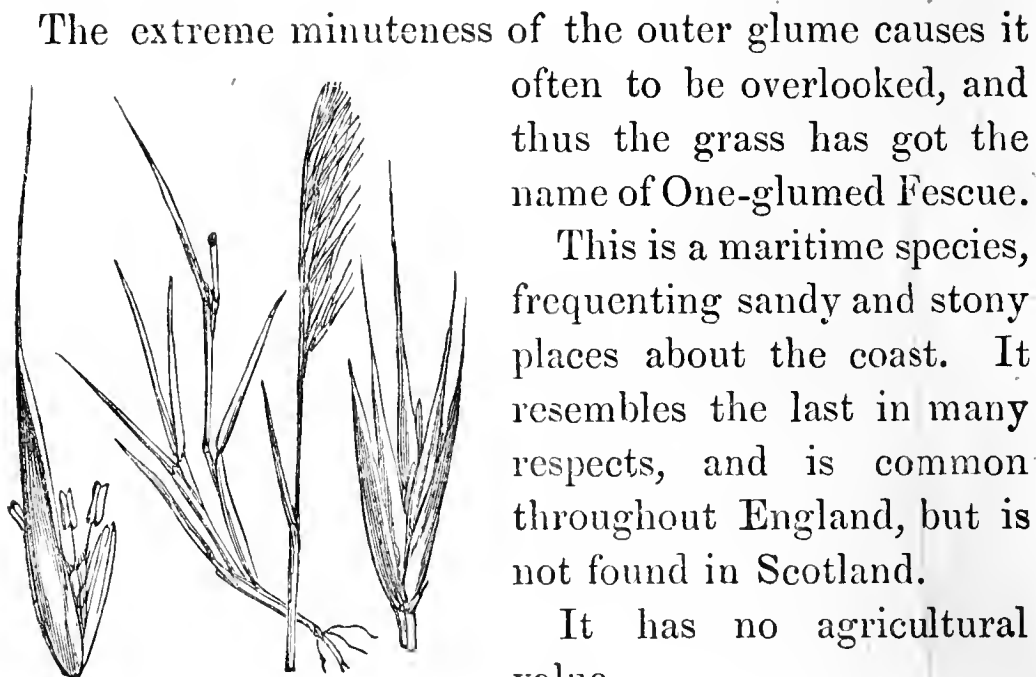 The extreme minuteness of the outer glume causes it
often to be overlooked, and
thus the grass has got the
name of One-glumed Fescue.
This is a maritime species,
frequenting sandy and stony
places about the coast. It
resembles the last in many
respects, and is common
throughout England, but is
not found in Scotland.
It has no agricultural
value